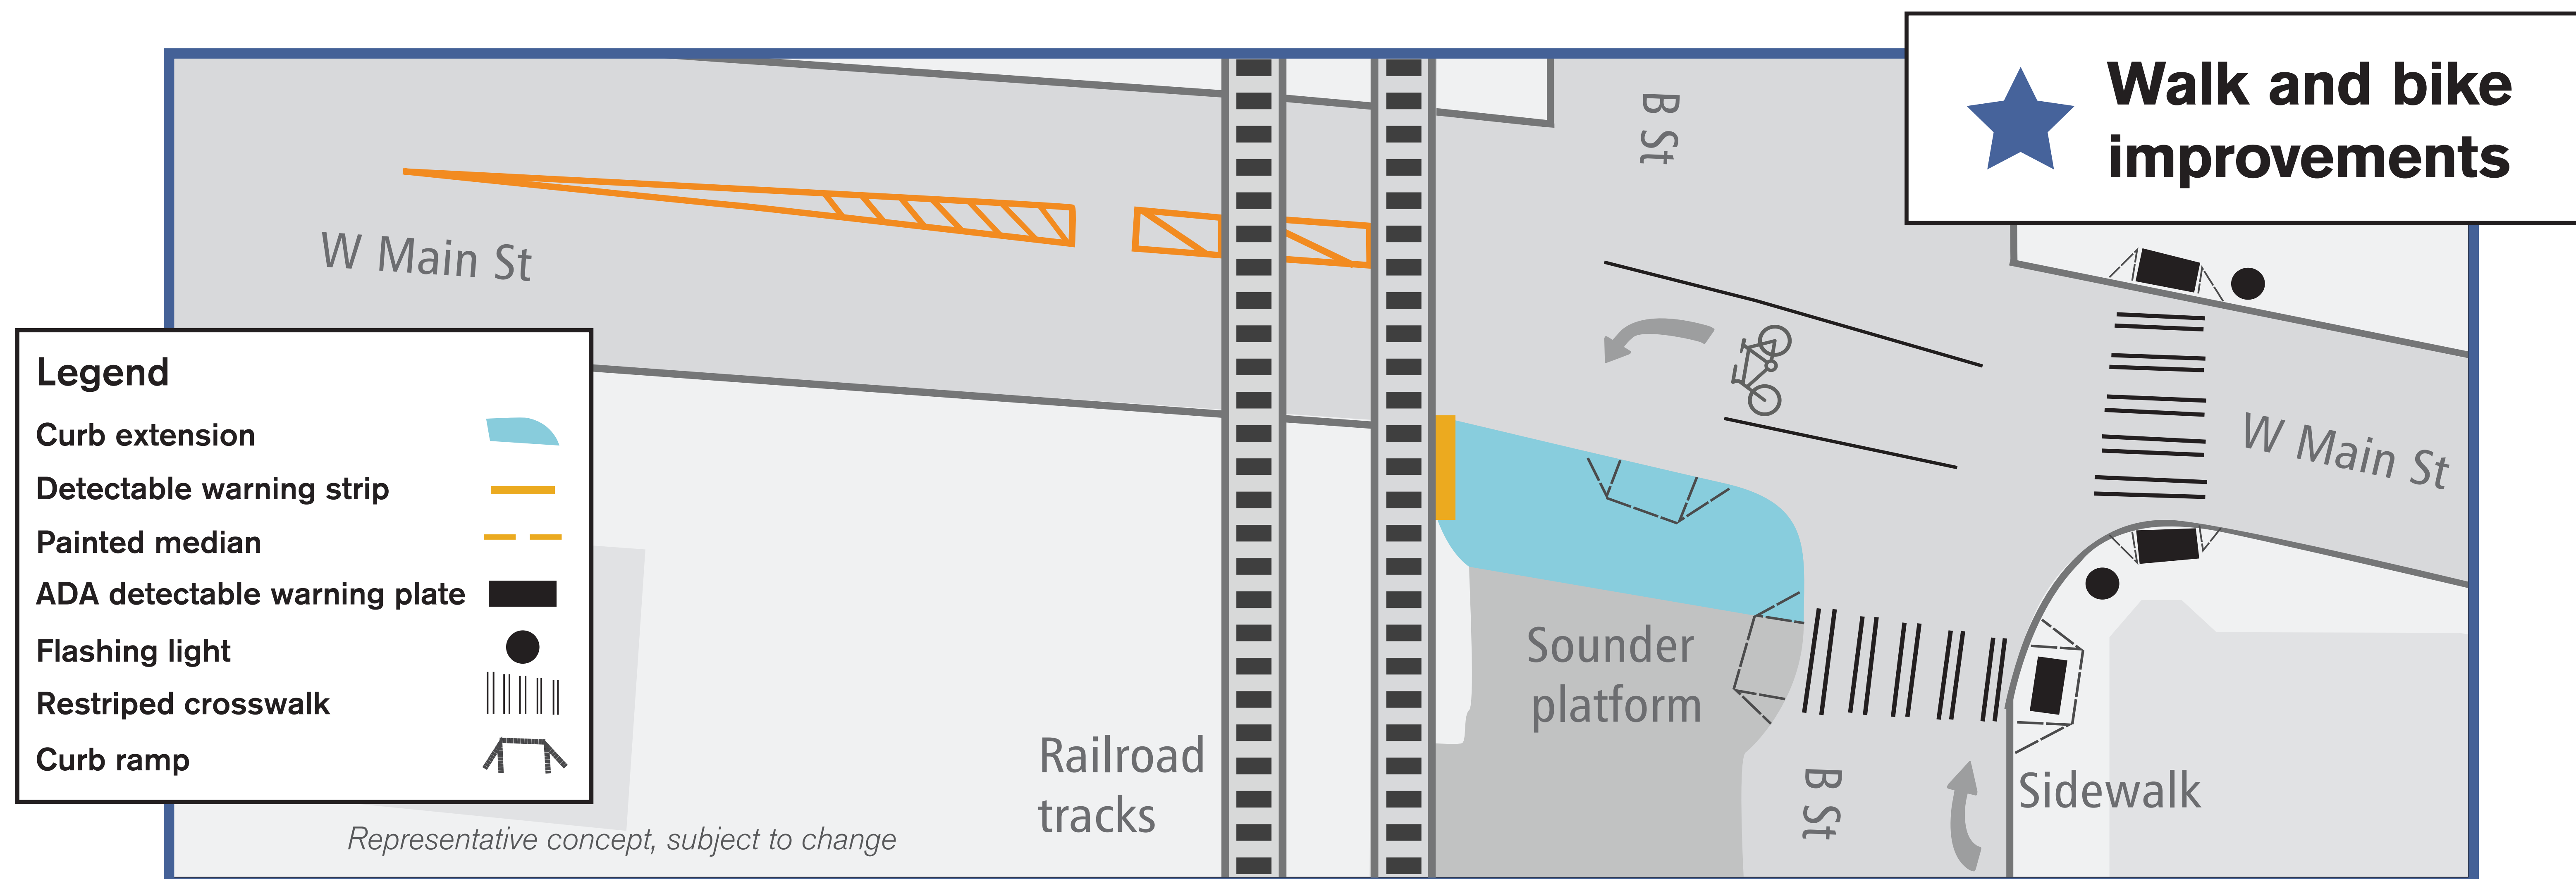 Walk and bike
improvements
B St
W Main St
W Main St
Legend
Curb extension
Detectable warning strip
Painted median
ADA detectable warning plate
Flashing light
Restriped crosswalk
Curb ramp
Sounder
platform
Railroad
tracks
B St
Sidewalk
Representative concept, subject to change